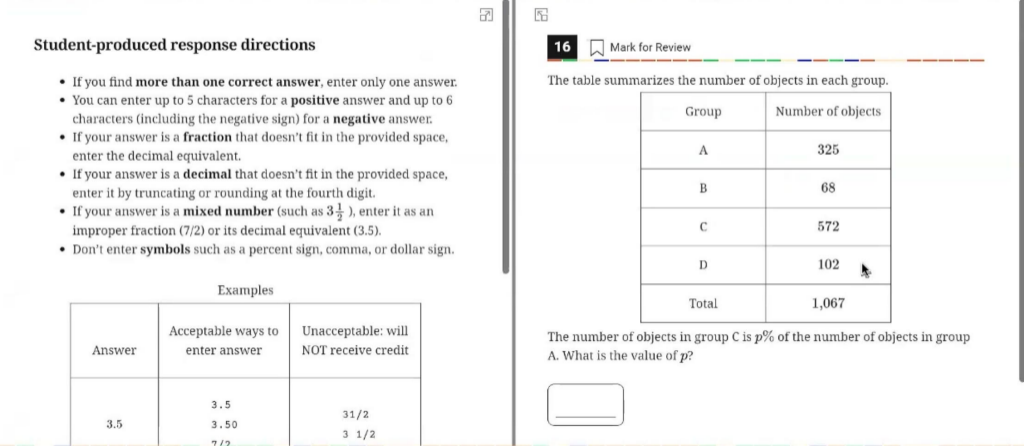 Student-produced response directions
• If you find more than one correct answer, enter only one answer.
• You can enter up to 5 characters for a positive answer and up to 6
characters (including the negative sign) for a negative answer.
• If your answer is a fraction that doesn't fit in the provided space,
enter the decimal equivalent.
• If your answer is a decimal that doesn't fit in the provided space,
enter it by truncating or rounding at the fourth digit.
• If your answer is a mixed number (such as 3 1/2 ), enter it as an
improper fraction (7/2) or its decimal equivalent (3.5).
• Don't enter symbols such as a percent sign, comma, or dollar sign.
Examples
Answer
Acceptable ways to
enter answer
Unacceptable: will
NOT receive credit
3.5
3.5
3.50
7/2
31/2
3 1/2
16 Mark for Review
The table summarizes the number of objects in each group.
Group Number of objects
A 325
B 68
C 572
D 102
Total 1,067
The number of objects in group C is p% of the number of objects in group
A. What is the value of p?